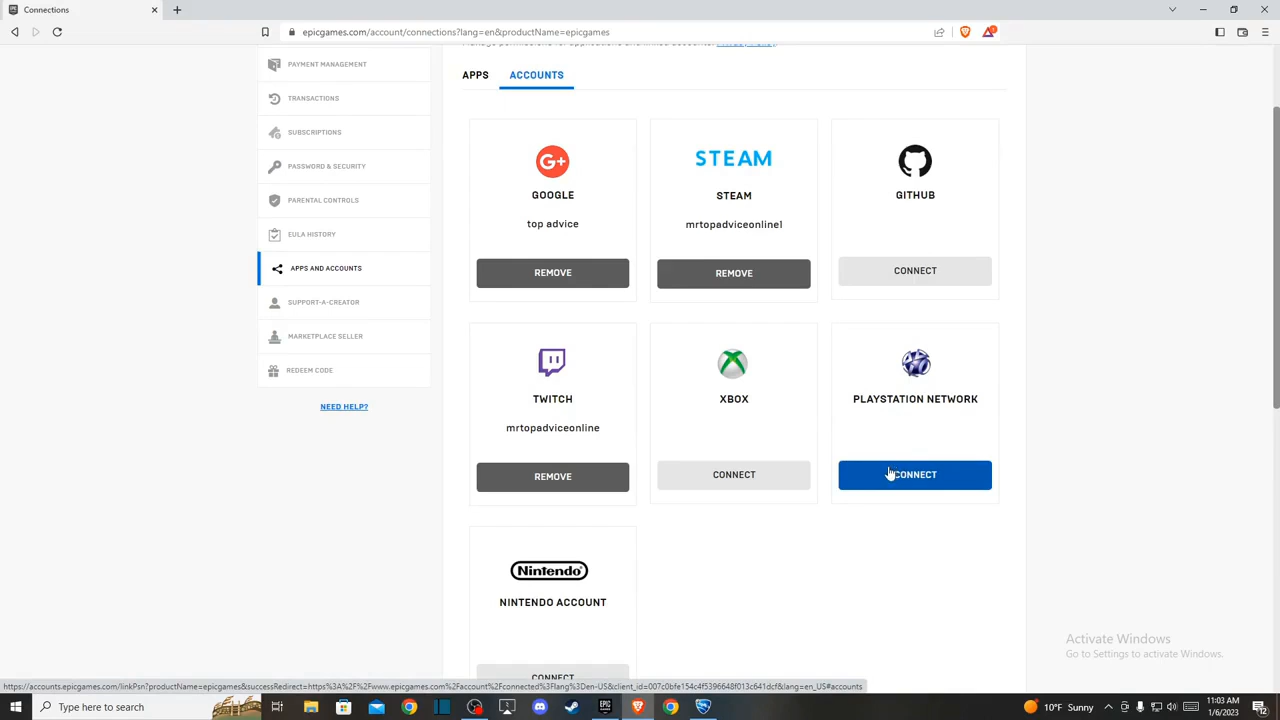 Connections
epicgames.com/account/connections?lang=en&productName=epicgames
PAYMENT MANAGEMENT
TRANSACTIONS
SUBSCRIPTIONS
PASSWORD & SECURITY
PARENTAL CONTROLS
EULA HISTORY
APPS AND ACCOUNTS
SUPPORT-A-CREATOR
MARKETPLACE SELLER
REDEEM CODE
NEED HELP?
APPS
ACCOUNTS
G+
GOOGLE
top advice
REMOVE
STEAM
STEAM
mrtopadviceonline1
REMOVE
GITHUB
CONNECT
TWITCH
mrtopadviceonline
REMOVE
XBOX
CONNECT
PLAYSTATION NETWORK
CONNECT
Nintendo
NINTENDO ACCOUNT
CONNECT
Activate Windows
Go to Settings to activate Windows.
Type here to search
10°F Sunny
11:03 AM
1/6/2023